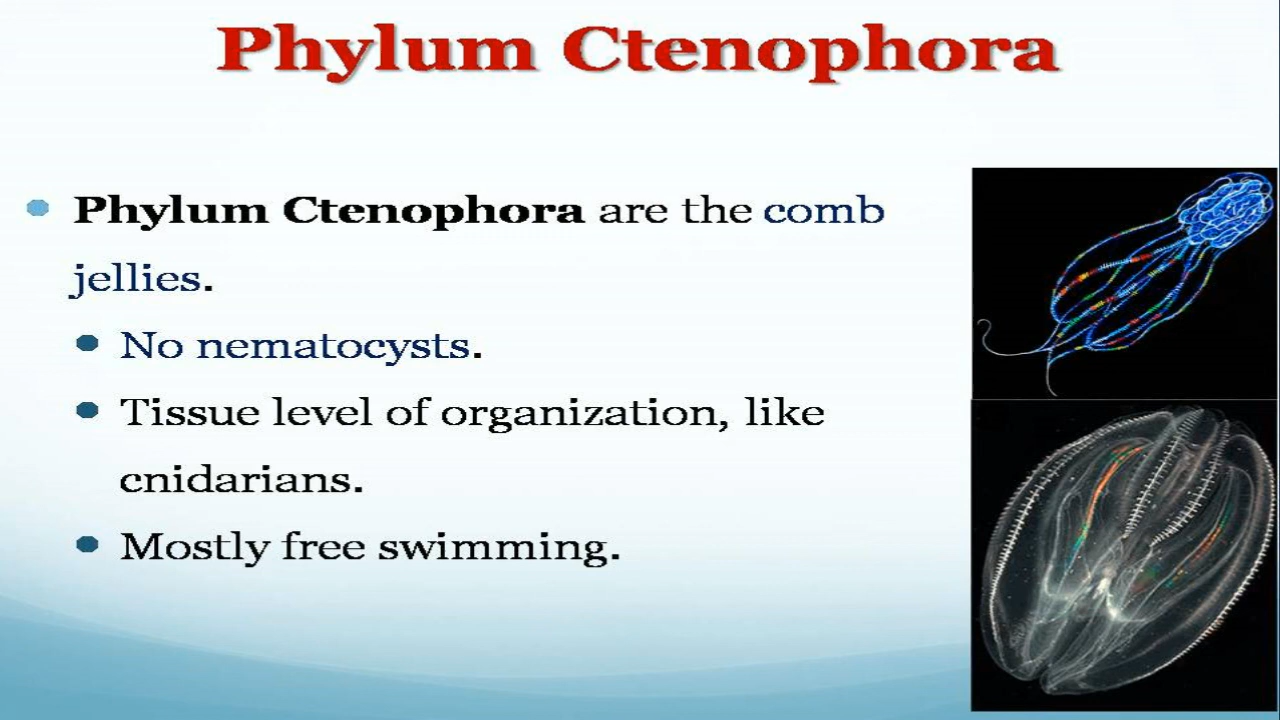 Phylum Ctenophora
Phylum Ctenophora are the comb
jellies.
No nematocysts.
Tissue level of organization, like
cnidarians.
Mostly free swimming.